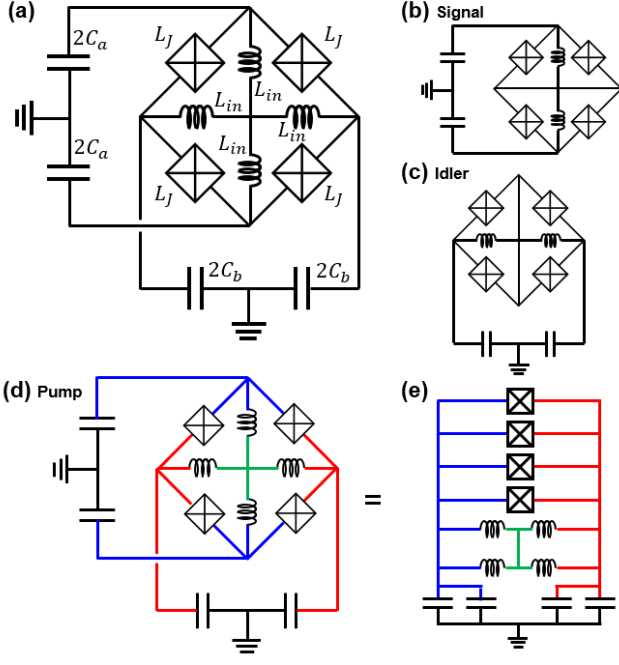 (a)
2C_a
L_J
L_J
L_in
L_in
L_in
2C_a
L_in
L_J
L_J
2C_b
2C_b
(b) Signal
(c) Idler
(d) Pump
=
(e)